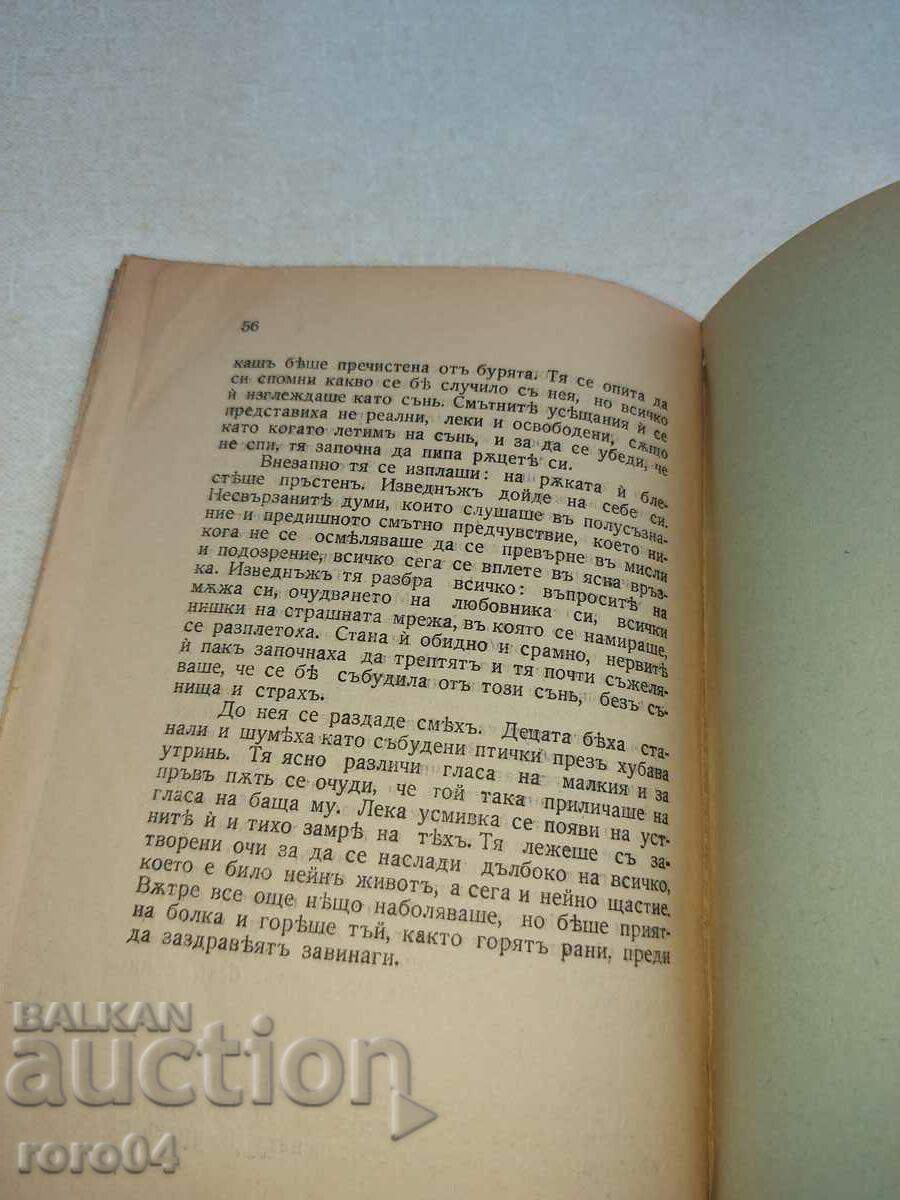 56
кашъ бѣше пречистена отъ бурята. Тя се опита да
си спомни какво се бѣ случило съ нея, но всичко
ѝ изглеждаше като сънь. Смътнитѣ усѣщания ѝ се
представиха не реални, леки и освободени, сѫщо
като когато летимъ на сънь, и за да се убеди, че
не спи, тя започна да пипа рѫцетѣ си.
Внезапно тя се изплаши: на рѫката ѝ бле-
стѣше пръстенъ. Изведнъжъ дойде на себе си.
Несвързанитѣ думи, които слушаше въ полусъзна-
ние и предишното смътно предчувствие, което ни-
кога не се осмѣляваше да се превърне въ мисли
и подозрение, всичко сега се вплете въ ясна връз-
ка. Изведнъжъ тя разбра всичко: въпроситѣ на
мѫжа си, очудването на любовника си, всички
нишки на страшната мрежа, въ която се намираше,
се разплетоха. Стана ѝ обидно и срамно, нервитѣ
ѝ пакъ започнаха да трептятъ и тя почти съжеля-
ваше, че се бѣ събудила отъ този сънь, безъ съ-
нища и страхъ.
До нея се раздаде смѣхъ. Децата бѣха ста-
нали и шумѣха като събудени птички презъ хубава
утринь. Тя ясно различи гласа на малкия и за
пръвъ пѫть се очуди, че той така приличаше на
гласа на баща му. Лека усмивка се появи на уст-
нитѣ ѝ и тихо замрѣ на тѣхъ. Тя лежеше съ за-
творени очи за да се наслади дълбоко на всичко,
което е било нейнъ животъ, а сега и нейно щастие.
Вѫтре все още нѣщо наболяваше, но бѣше прият-
на болка и горѣше тъй, както горятъ рани, преди
да заздравѣятъ завинаги.
BALKAN
auction
roro04